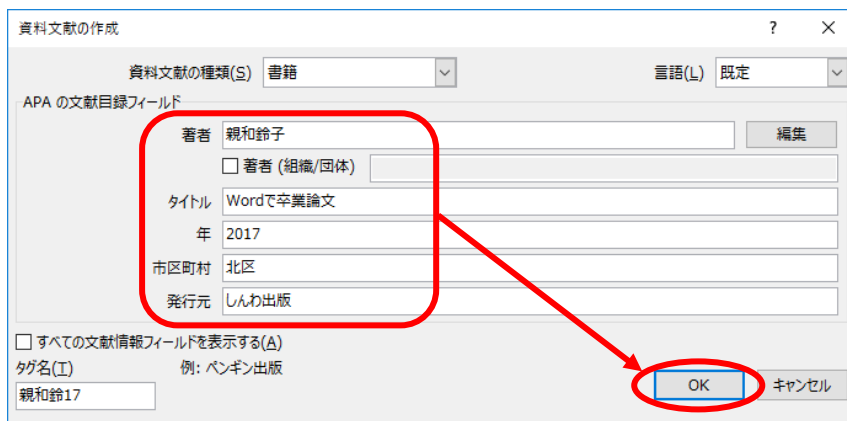 資料文献の作成 ? ×
資料文献の種類(S) 書籍 言語(L) 既定
APA の文献目録フィールド
著者 親和鈴子 編集
著者 (組織/団体)
タイトル Wordで卒業論文
年 2017
市区町村 北区
発行元 しんわ出版
すべての文献情報フィールドを表示する(A)
タグ名(T) 例: ペンギン出版
親和鈴17 OK キャンセル